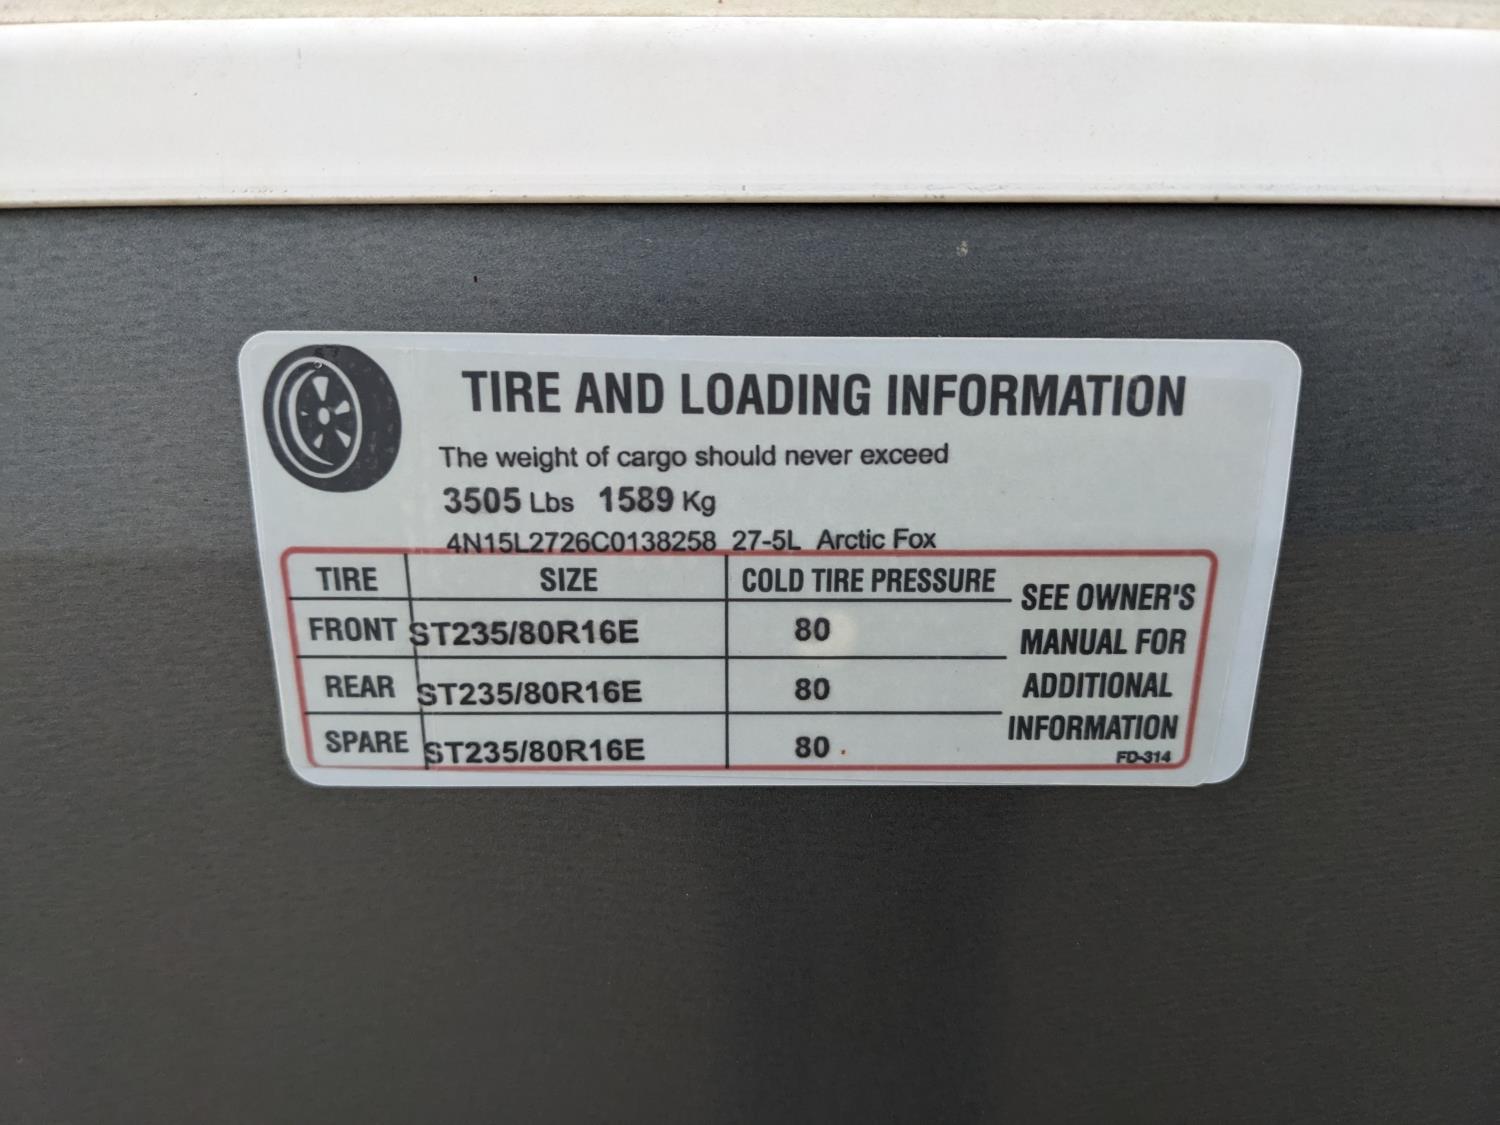 TIRE AND LOADING INFORMATION
The weight of cargo should never exceed
3505 Lbs 1589 Kg
4N15L2726C0138258 27-5L Arctic Fox
TIRE SIZE COLD TIRE PRESSURE
FRONT ST235/80R16E 80
REAR ST235/80R16E 80
SPARE ST235/80R16E 80
SEE OWNER'S
MANUAL FOR
ADDITIONAL
INFORMATION
FD-314